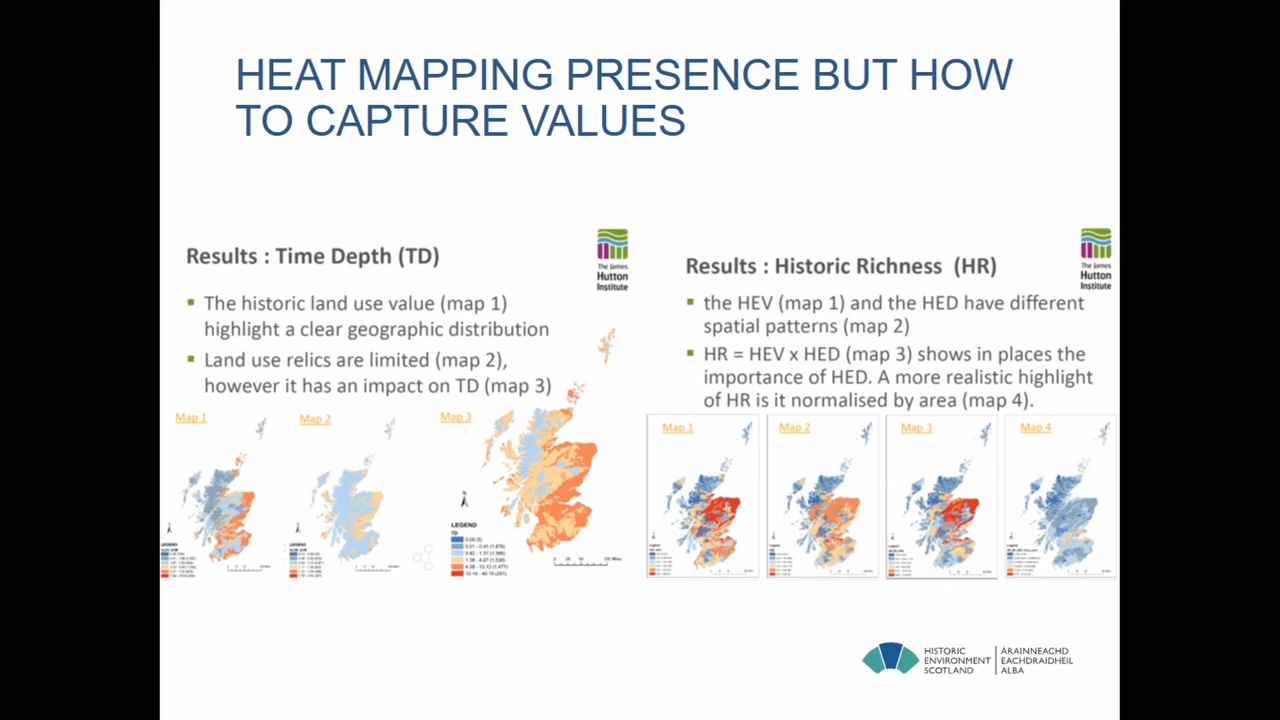 HEAT MAPPING PRESENCE BUT HOW
TO CAPTURE VALUES
Results : Time Depth (TD)
The James
Hutton
Institute
The historic land use value (map 1)
highlight a clear geographic distribution
Land use relics are limited (map 2),
however it has an impact on TD (map 3)
Map 1
Map 2
Map 3
N
LEGEND
TD
LEGEND
LEGEND
Results : Historic Richness (HR)
The James
Hutton
Institute
the HEV (map 1) and the HED have different
spatial patterns (map 2)
HR = HEV x HED (map 3) shows in places the
importance of HED. A more realistic highlight
of HR is it normalised by area (map 4).
Map 1
Map 2
Map 3
Map 4
HISTORIC
ENVIRONMENT
SCOTLAND
ÀRAINNEACHD
EACHDRAIDHEIL
ALBA